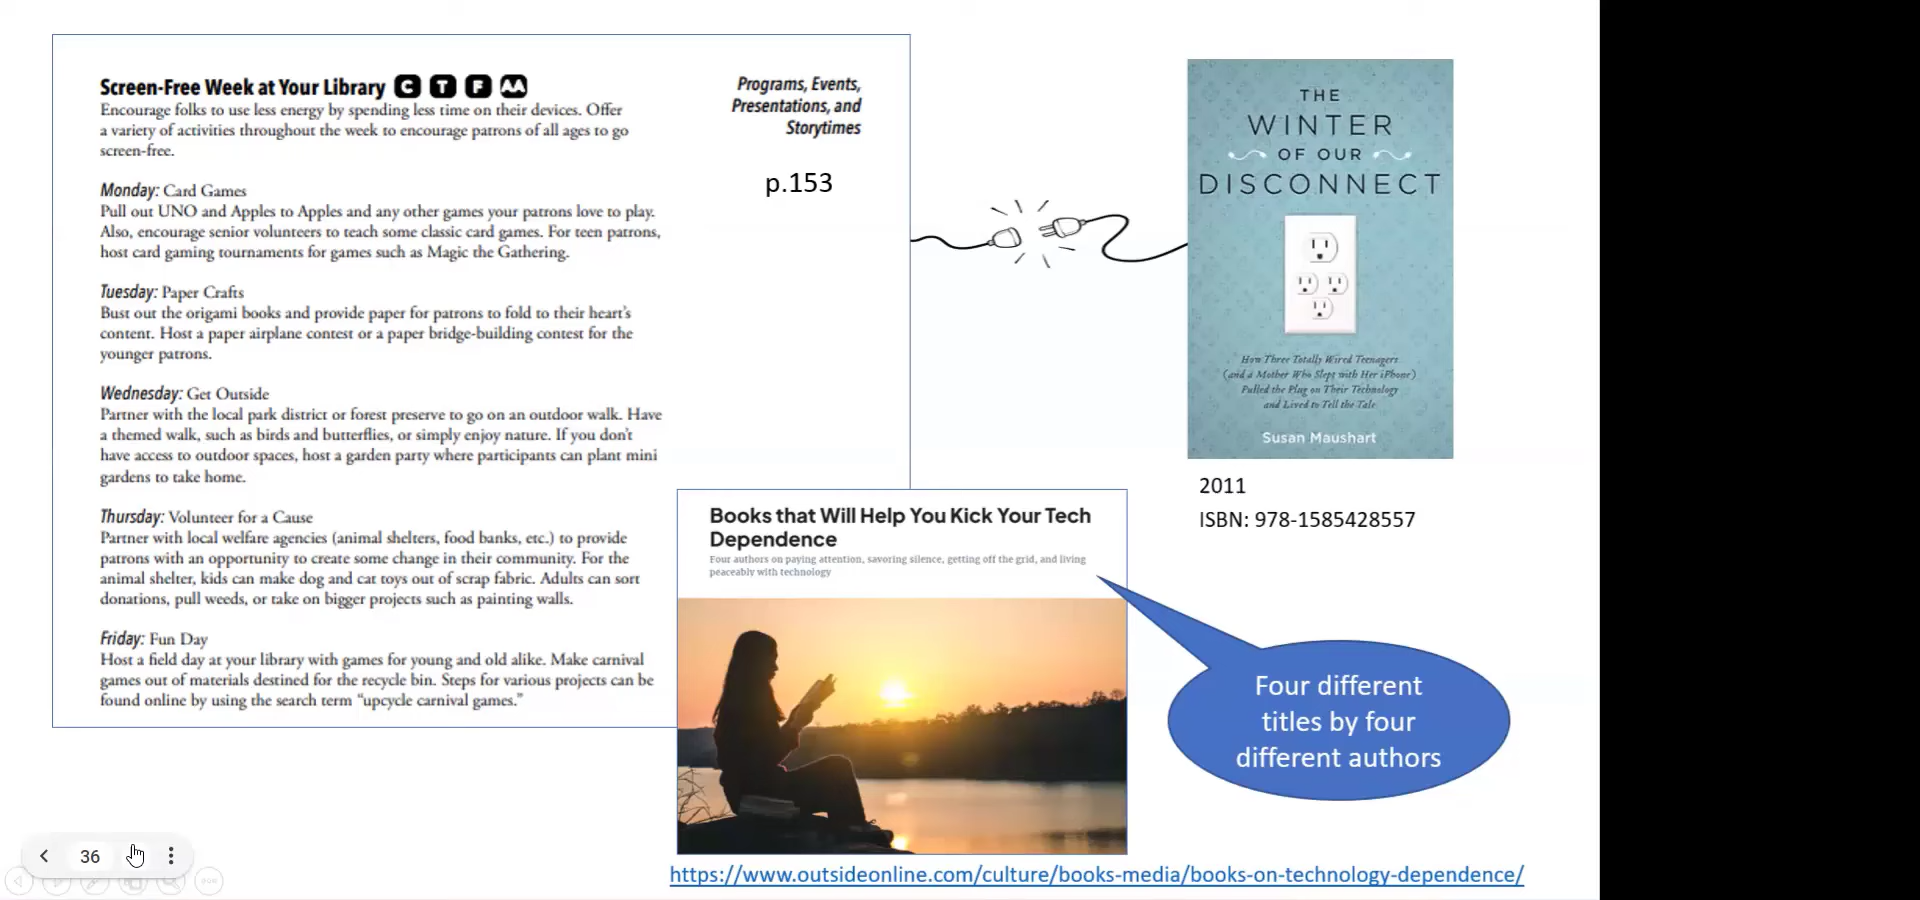 Screen-Free Week at Your Library C T F AA
Encourage folks to use less energy by spending less time on their devices. Offer
a variety of activities throughout the week to encourage patrons of all ages to go
screen-free.
Monday: Card Games
Pull out UNO and Apples to Apples and any other games your patrons love to play.
Also, encourage senior volunteers to teach some classic card games. For teen patrons,
host card gaming tournaments for games such as Magic the Gathering.
Tuesday: Paper Crafts
Bust out the origami books and provide paper for patrons to fold to their heart's
content. Host a paper airplane contest or a paper bridge-building contest for the
younger patrons.
Wednesday: Get Outside
Partner with the local park district or forest preserve to go on an outdoor walk. Have
a themed walk, such as birds and butterflies, or simply enjoy nature. If you don't
have access to outdoor spaces, host a garden party where participants can plant mini
gardens to take home.
Thursday: Volunteer for a Cause
Partner with local welfare agencies (animal shelters, food banks, etc.) to provide
patrons with an opportunity to create some change in their community. For the
animal shelter, kids can make dog and cat toys out of scrap fabric. Adults can sort
donations, pull weeds, or take on bigger projects such as painting walls.
Friday: Fun Day
Host a field day at your library with games for young and old alike. Make carnival
games out of materials destined for the recycle bin. Steps for various projects can be
found online by using the search term “upcycle carnival games.”
Programs, Events,
Presentations, and
Storytimes
p.153
THE
WINTER
OF OUR
DISCONNECT
How Three Totally Wired Teenagers
(and a Mother Who Slept with Her iPhone)
Pulled the Plug on Their Technology
and Lived to Tell the Tale
Susan Maushart
2011
ISBN: 978-1585428557
Books that Will Help You Kick Your Tech
Dependence
Four authors on paying attention, savoring silence, getting off the grid, and living
peaceably with technology
Four different
titles by four
different authors
https://www.outsideonline.com/culture/books-media/books-on-technology-dependence/
36